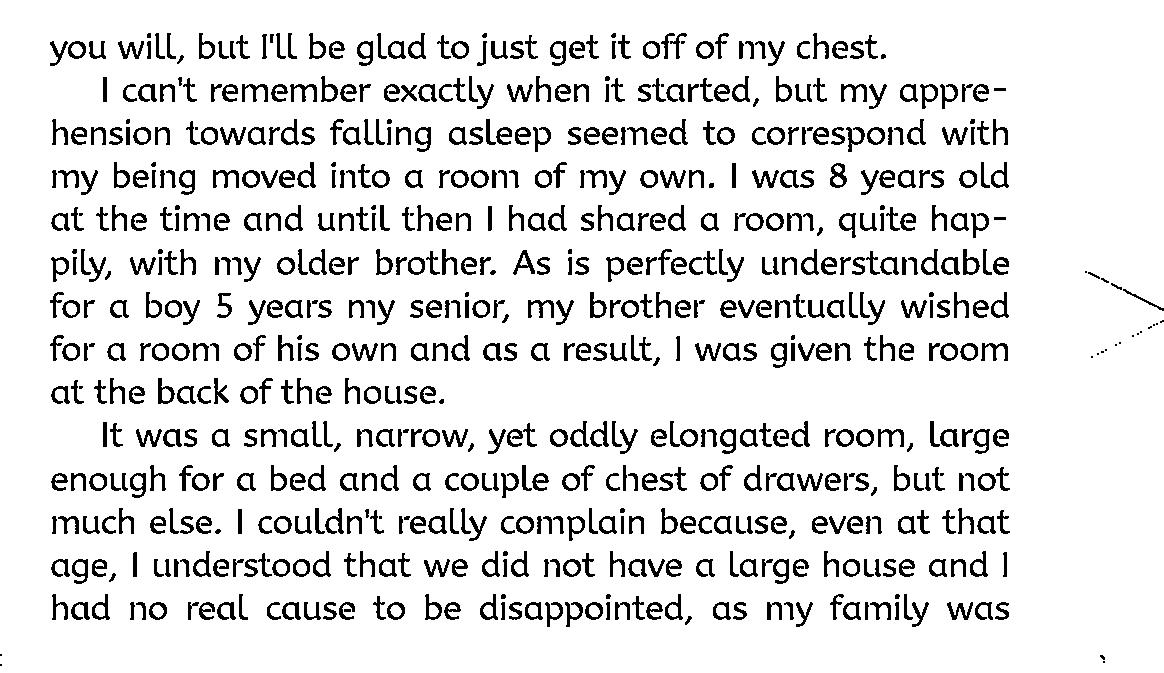 you will, but I'll be glad to just get it off of my chest.
I can't remember exactly when it started, but my appre-
hension towards falling asleep seemed to correspond with
my being moved into a room of my own. I was 8 years old
at the time and until then I had shared a room, quite hap-
pily, with my older brother. As is perfectly understandable
for a boy 5 years my senior, my brother eventually wished
for a room of his own and as a result, I was given the room
at the back of the house.
It was a small, narrow, yet oddly elongated room, large
enough for a bed and a couple of chest of drawers, but not
much else. I couldn't really complain because, even at that
age, I understood that we did not have a large house and I
had no real cause to be disappointed, as my family was